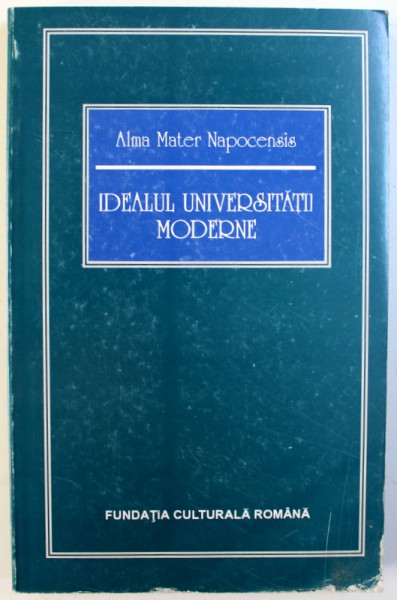 Alma Mater Napocensis
IDEALUL UNIVERSITĂȚII
MODERNE
FUNDAȚIA CULTURALĂ ROMÂNĂ